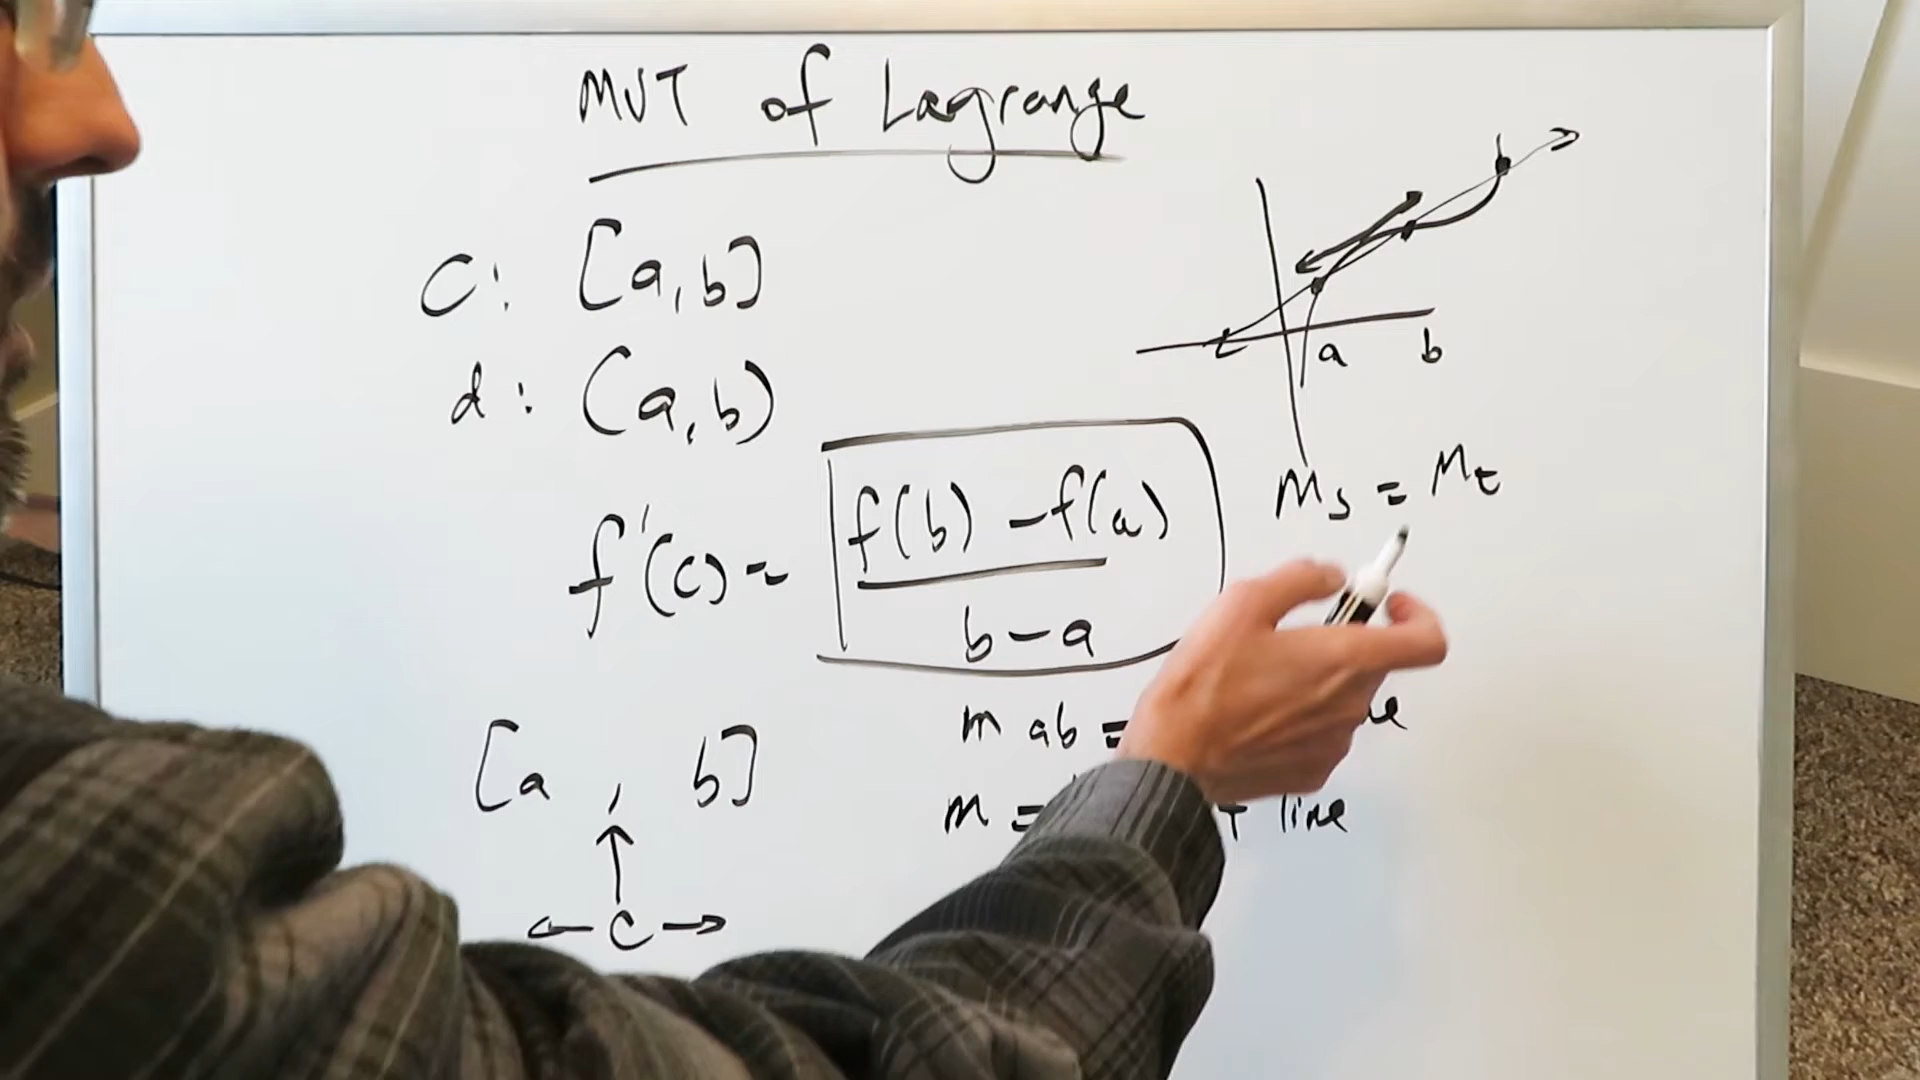 MVT of Lagrange
C: [a,b]
d: (a,b)
f'(c) = f(b) - f(a)
b - a
a b
Ms = Mt
[a , b]
← c →
m ab =
m = line